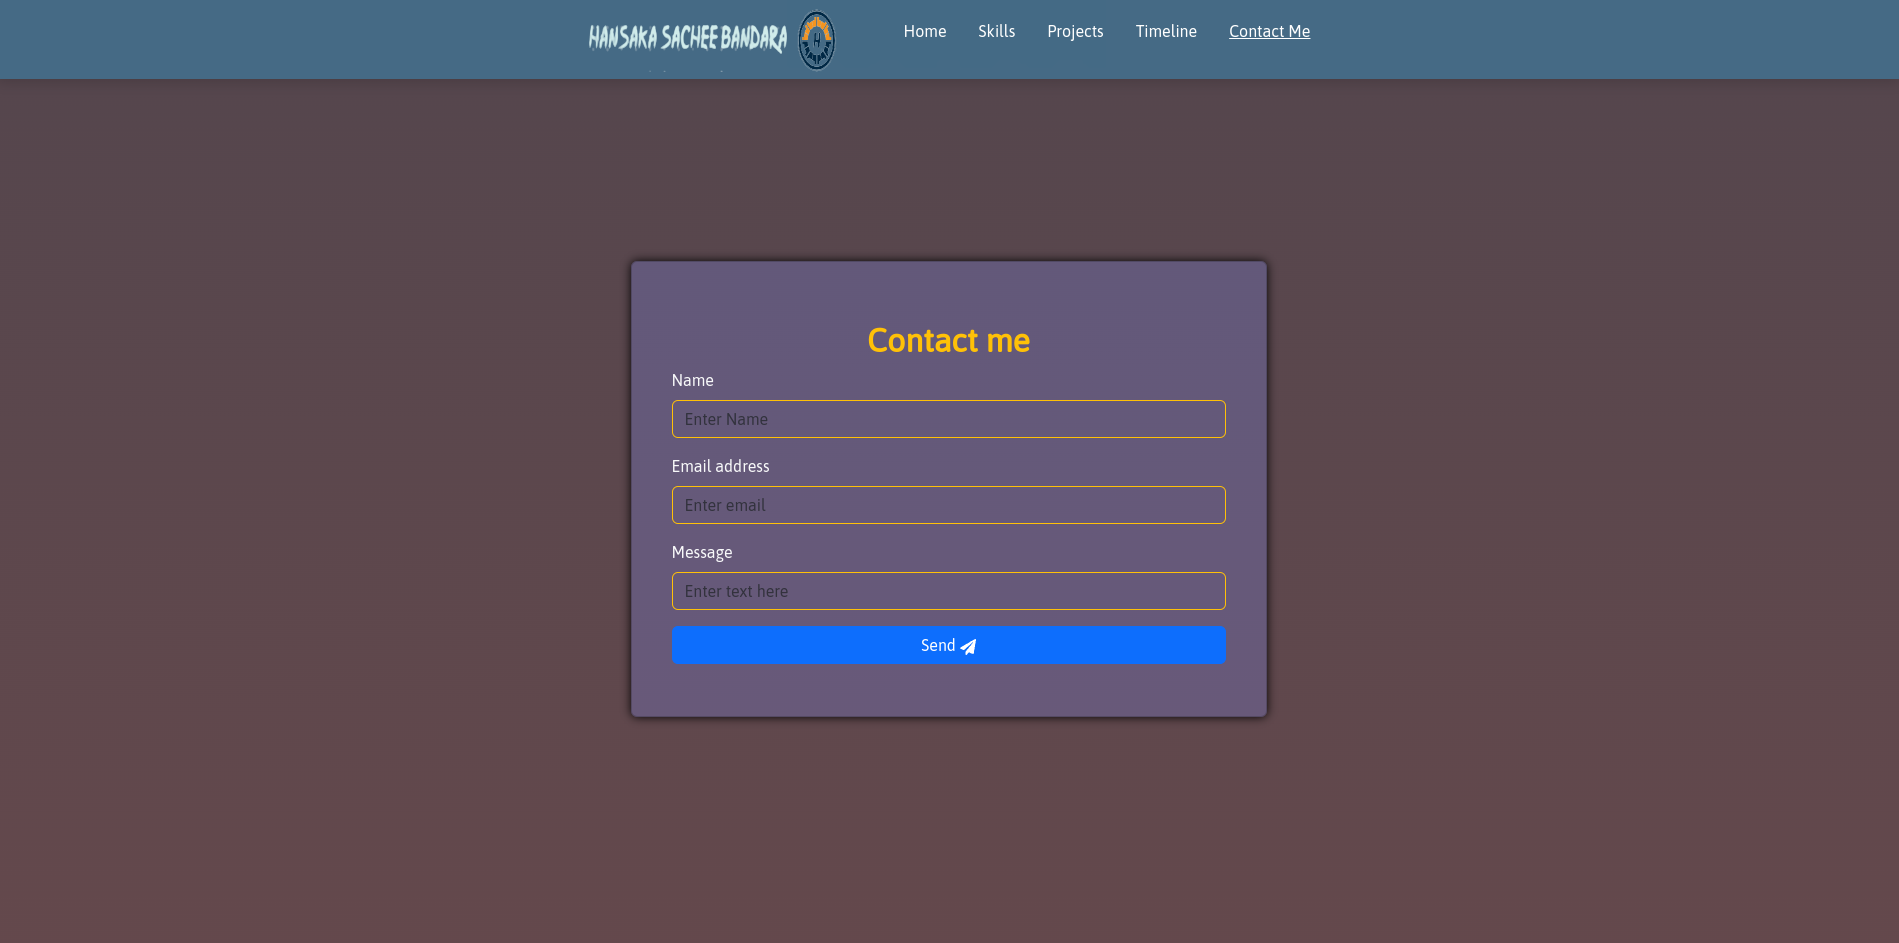 HANSAKA SACHEE BANDARA H Home Skills Projects Timeline Contact Me
Contact me
Name
Enter Name
Email address
Enter email
Message
Enter text here
Send